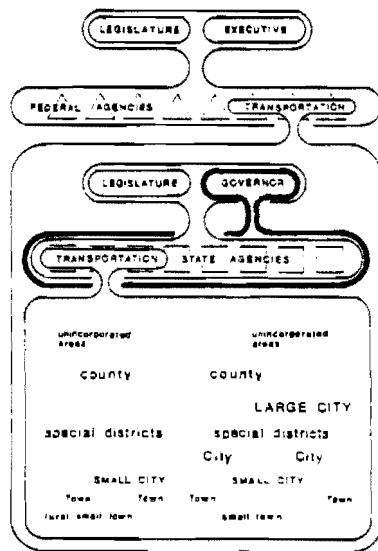 LEGISLATURE EXECUTIVE
FEDERAL AGENCIES TRANSPORTATION
LEGISLATURE GOVERNOR
TRANSPORTATION STATE AGENCIES
unincorporated areas unincorporated areas
county county
LARGE CITY
special districts special districts
City City
SMALL CITY SMALL CITY
Town Town Town Town
rural small town small town